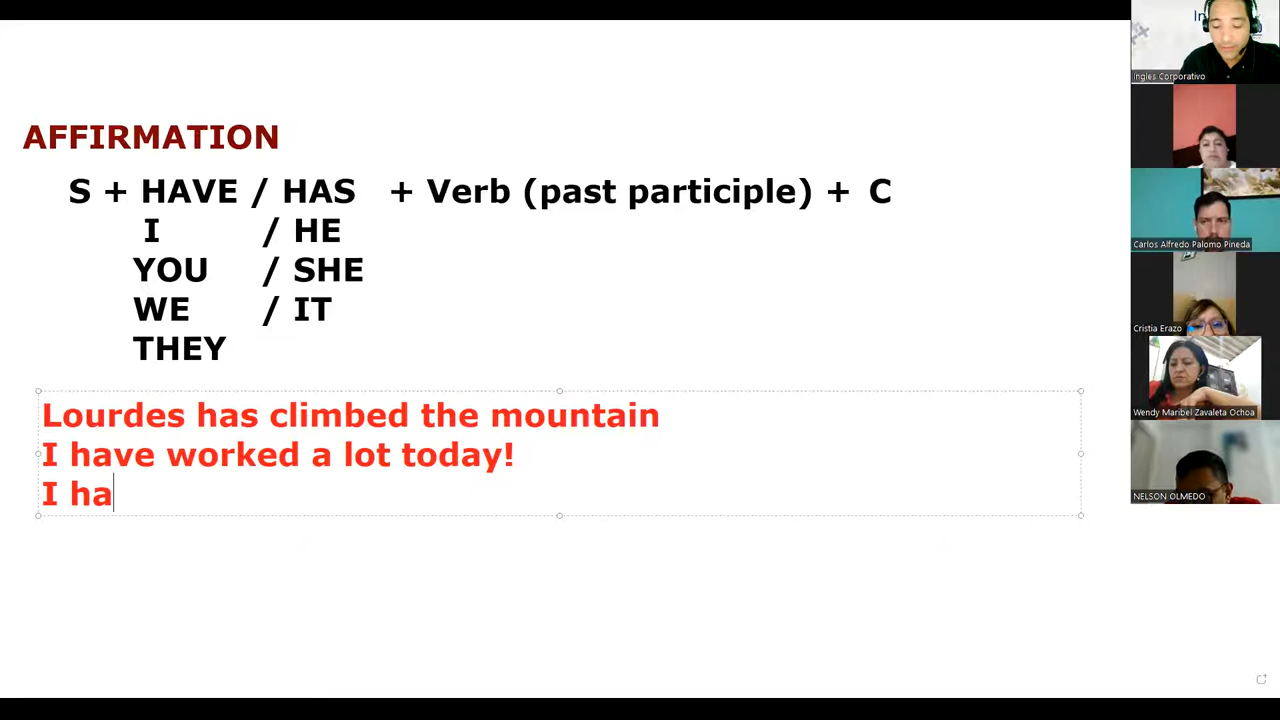 AFFIRMATION
S + HAVE / HAS + Verb (past participle) + C
I / HE
YOU / SHE
WE / IT
THEY
Lourdes has climbed the mountain
I have worked a lot today!
I ha
In
Ingles Corporativo
Carlos Alfredo Palomo Pineda
Cristia Erazo
Wendy Maribel Zavaleta Ochoa
NELSON OLMEDO